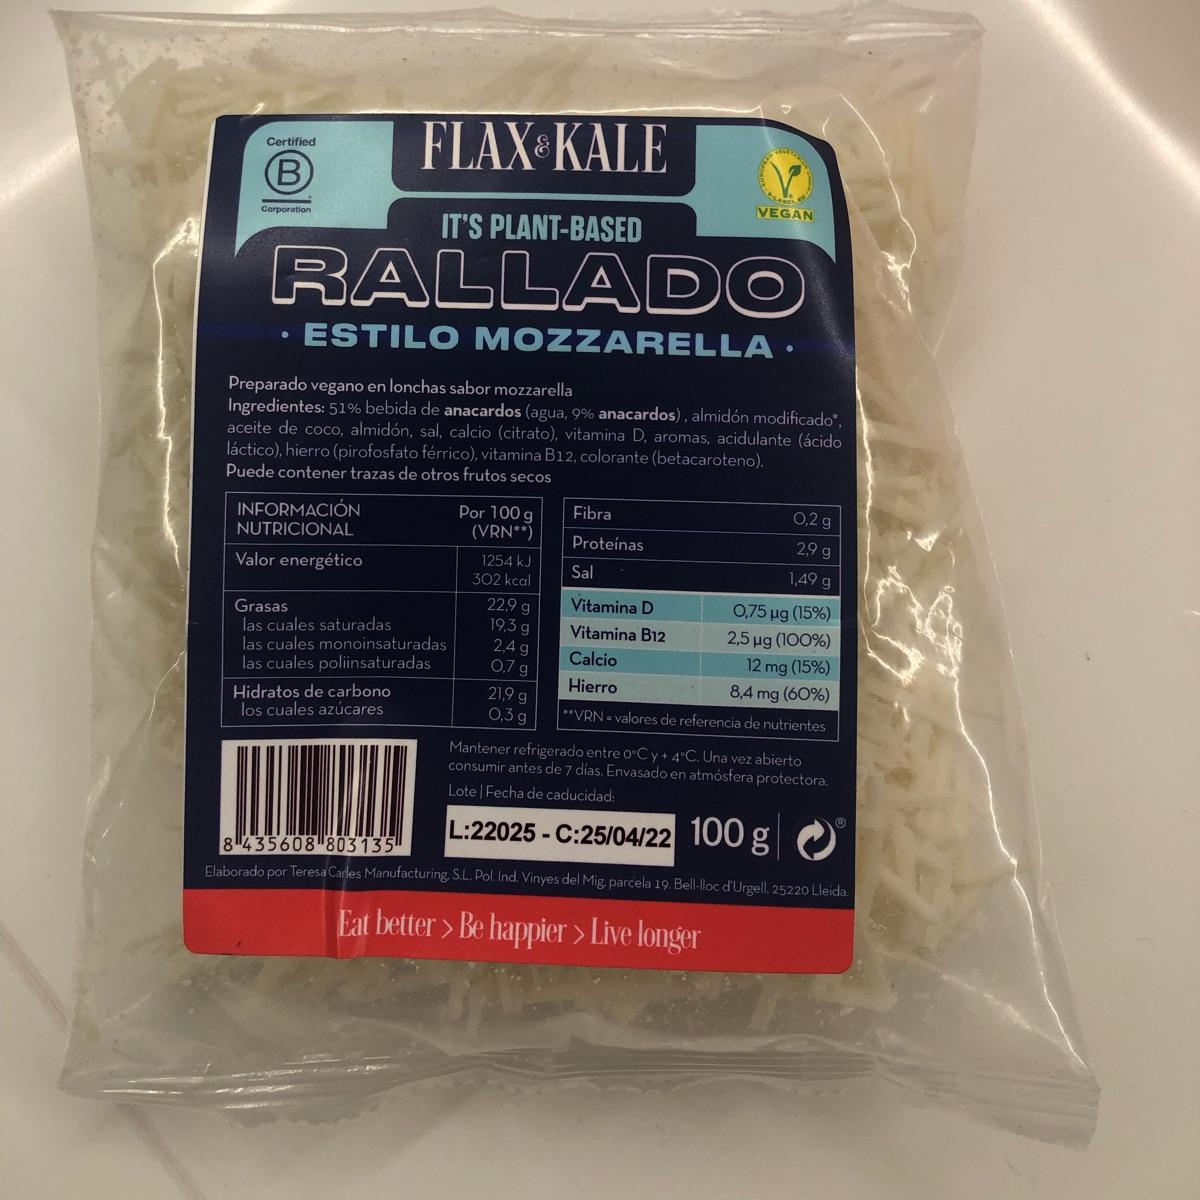 Certified
B
Corporation
FLAX&KALE
V-LABEL.EU
VEGAN
IT'S PLANT-BASED
RALLADO
· ESTILO MOZZARELLA ·
Preparado vegano en lonchas sabor mozzarella
Ingredientes: 51% bebida de anacardos (agua, 9% anacardos), almidón modificado*,
aceite de coco, almidón, sal, calcio (citrato), vitamina D, aromas, acidulante (ácido
láctico), hierro (pirofosfato férrico), vitamina B12, colorante (betacaroteno).
Puede contener trazas de otros frutos secos
INFORMACIÓN NUTRICIONAL Por 100 g (VRN**)
Valor energético 1254 kJ 302 kcal
Grasas 22,9 g
las cuales saturadas 19,3 g
las cuales monoinsaturadas 2,4 g
las cuales poliinsaturadas 0,7 g
Hidratos de carbono 21,9 g
los cuales azúcares 0,3 g
Fibra 0,2 g
Proteínas 2,9 g
Sal 1,49 g
Vitamina D 0,75 µg (15%)
Vitamina B12 2,5 µg (100%)
Calcio 12 mg (15%)
Hierro 8,4 mg (60%)
**VRN = valores de referencia de nutrientes
Mantener refrigerado entre 0°C y + 4°C. Una vez abierto
consumir antes de 7 días. Envasado en atmósfera protectora.
Lote | Fecha de caducidad:
L:22025 - C:25/04/22
100 g
8 435608 803135
Elaborado por Teresa Carles Manufacturing, S.L. Pol. Ind. Vinyes del Mig, parcela 19. Bell-lloc d'Urgell. 25220 Lleida.
Eat better > Be happier > Live longer